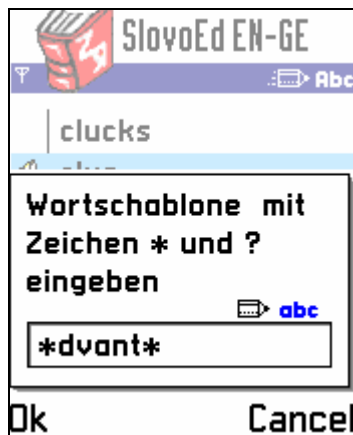 SlovoEd EN-GE
Abc
clucks
Wortschablone mit
Zeichen * und ?
eingeben
abc
*dvant*
Ok Cancel